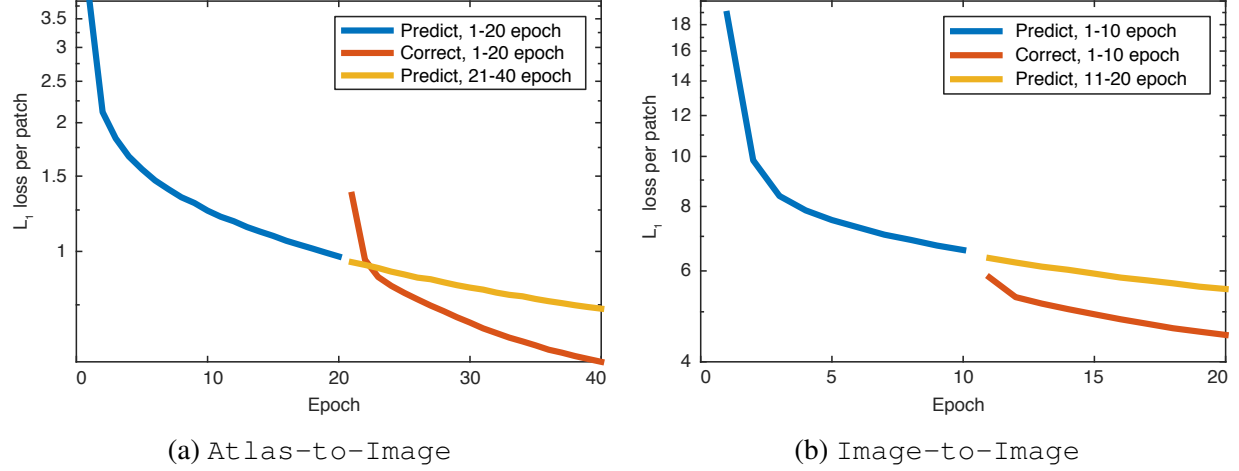 3.5
3
2.5
2
1.5
1
L1 loss per patch
0 10 20 30 40
Epoch
Predict, 1-20 epoch
Correct, 1-20 epoch
Predict, 21-40 epoch
(a) Atlas-to-Image
18
16
14
12
10
8
6
4
L1 loss per patch
0 5 10 15 20
Epoch
Predict, 1-10 epoch
Correct, 1-10 epoch
Predict, 11-20 epoch
(b) Image-to-Image